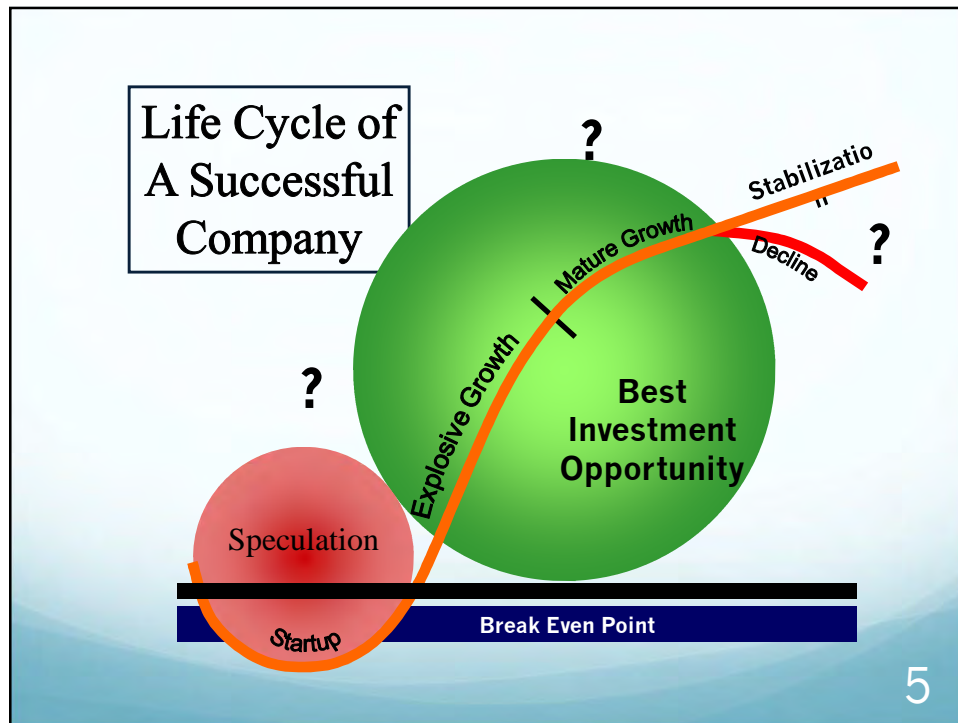 Life Cycle of
A Successful
Company
?
Stabilizatio
n
?
Mature Growth
Decline
?
Explosive Growth
Best
Investment
Opportunity
Speculation
Break Even Point
Startup
5